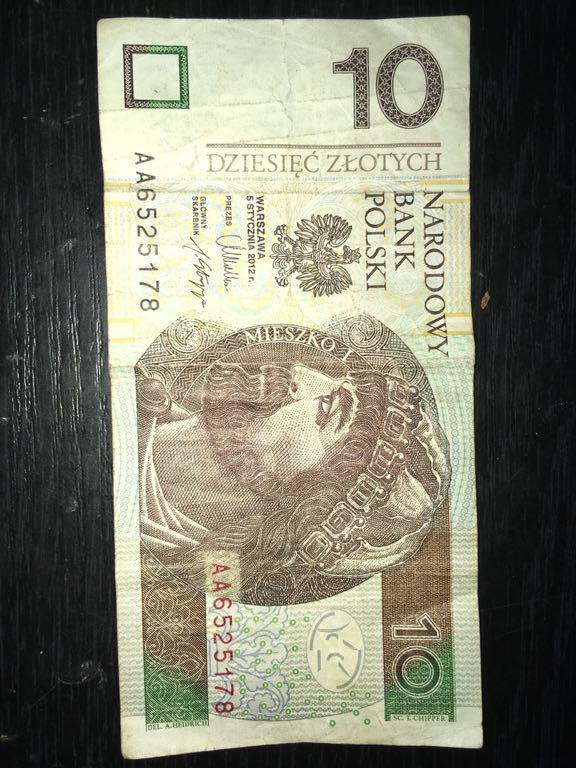 10
DZIESIĘĆ ZŁOTYCH
NARODOWY
BANK
POLSKI
WARSZAWA
5 STYCZNIA 2012 r.
PREZES
GŁÓWNY
SKARBNIK
AA6525178
MIESZKO I
10
AA6525178
DEL. A. HEIDRICH
SC. T. CHIPPER